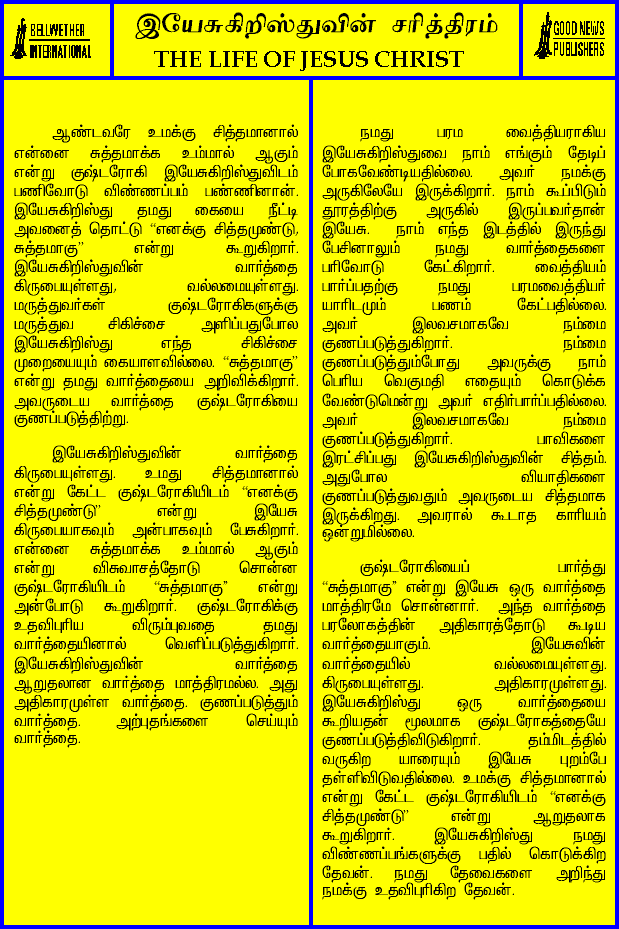 BELLWETHER
INTERNATIONAL
இயேசுகிறிஸ்துவின் சரித்திரம்
THE LIFE OF JESUS CHRIST
GOOD NEWS
PUBLISHERS
ஆண்டவரே உமக்கு சித்தமானால்
என்னை சுத்தமாக்க உம்மால் ஆகும்
என்று குஷ்டரோகி இயேசுகிறிஸ்துவிடம்
பணிவோடு விண்ணப்பம் பண்ணினான்.
இயேசுகிறிஸ்து தமது கையை நீட்டி
அவனைத் தொட்டு “எனக்கு சித்தமுண்டு,
சுத்தமாகு” என்று கூறுகிறார்.
இயேசுகிறிஸ்துவின் வார்த்தை
கிருபையுள்ளது, வல்லமையுள்ளது.
மருத்துவர்கள் குஷ்டரோகிகளுக்கு
மருத்துவ சிகிச்சை அளிப்பதுபோல
இயேசுகிறிஸ்து எந்த சிகிச்சை
முறையையும் கையாளவில்லை. “சுத்தமாகு”
என்று தமது வார்த்தையை அறிவிக்கிறார்.
அவருடைய வார்த்தை குஷ்டரோகியை
குணப்படுத்திற்று.
இயேசுகிறிஸ்துவின் வார்த்தை
கிருபையுள்ளது. உமது சித்தமானால்
என்று கேட்ட குஷ்டரோகியிடம் “எனக்கு
சித்தமுண்டு” என்று இயேசு
கிருபையாகவும் அன்பாகவும் பேசுகிறார்.
என்னை சுத்தமாக்க உம்மால் ஆகும்
என்று விசுவாசத்தோடு சொன்ன
குஷ்டரோகியிடம் “சுத்தமாகு” என்று
அன்போடு கூறுகிறார். குஷ்டரோகிக்கு
உதவிபுரிய விரும்புவதை தமது
வார்த்தையினால் வெளிப்படுத்துகிறார்.
இயேசுகிறிஸ்துவின் வார்த்தை
ஆறுதலான வார்த்தை மாத்திரமல்ல. அது
அதிகாரமுள்ள வார்த்தை. குணப்படுத்தும்
வார்த்தை. அற்புதங்களை செய்யும்
வார்த்தை.
நமது பரம வைத்தியராகிய
இயேசுகிறிஸ்துவை நாம் எங்கும் தேடிப்
போகவேண்டியதில்லை. அவர் நமக்கு
அருகிலேயே இருக்கிறார். நாம் கூப்பிடும்
தூரத்திற்கு அருகில் இருப்பவர்தான்
இயேசு. நாம் எந்த இடத்தில் இருந்து
பேசினாலும் நமது வார்த்தைகளை
பரிவோடு கேட்கிறார். வைத்தியம்
பார்ப்பதற்கு நமது பரமவைத்தியர்
யாரிடமும் பணம் கேட்பதில்லை.
அவர் இலவசமாகவே நம்மை
குணப்படுத்துகிறார். நம்மை
குணப்படுத்தும்போது அவருக்கு நாம்
பெரிய வெகுமதி எதையும் கொடுக்க
வேண்டுமென்று அவர் எதிர்பார்ப்பதில்லை.
அவர் இலவசமாகவே நம்மை
குணப்படுத்துகிறார். பாவிகளை
இரட்சிப்பது இயேசுகிறிஸ்துவின் சித்தம்.
அதுபோல வியாதிகளை
குணப்படுத்துவதும் அவருடைய சித்தமாக
இருக்கிறது. அவரால் கூடாத காரியம்
ஒன்றுமில்லை.
குஷ்டரோகியைப் பார்த்து
“சுத்தமாகு” என்று இயேசு ஒரு வார்த்தை
மாத்திரமே சொன்னார். அந்த வார்த்தை
பரலோகத்தின் அதிகாரத்தோடு கூடிய
வார்த்தையாகும். இயேசுவின்
வார்த்தையில் வல்லமையுள்ளது.
கிருபையுள்ளது. அதிகாரமுள்ளது.
இயேசுகிறிஸ்து ஒரு வார்த்தையை
கூறியதன் மூலமாக குஷ்டரோகத்தையே
குணப்படுத்திவிடுகிறார். தம்மிடத்தில்
வருகிற யாரையும் இயேசு புறம்பே
தள்ளிவிடுவதில்லை. உமக்கு சித்தமானால்
என்று கேட்ட குஷ்டரோகியிடம் “எனக்கு
சித்தமுண்டு” என்று ஆறுதலாக
கூறுகிறார். இயேசுகிறிஸ்து நமது
விண்ணப்பங்களுக்கு பதில் கொடுக்கிற
தேவன். நமது தேவைகளை அறிந்து
நமக்கு உதவிபுரிகிற தேவன்.